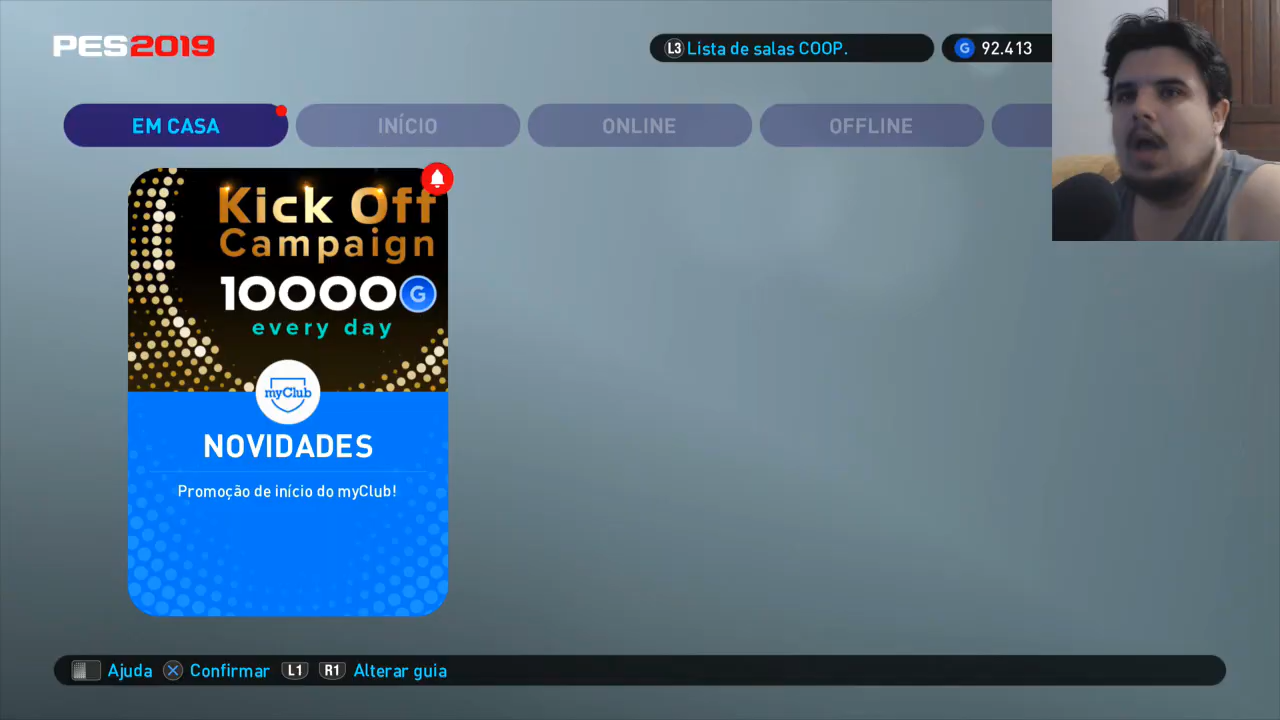 PES2019
L3 Lista de salas COOP.
G 92.413
EM CASA
INÍCIO
ONLINE
OFFLINE
Kick Off
Campaign
10000 G
every day
myClub
NOVIDADES
Promoção de início do myClub!
Ajuda Confirmar L1 R1 Alterar guia